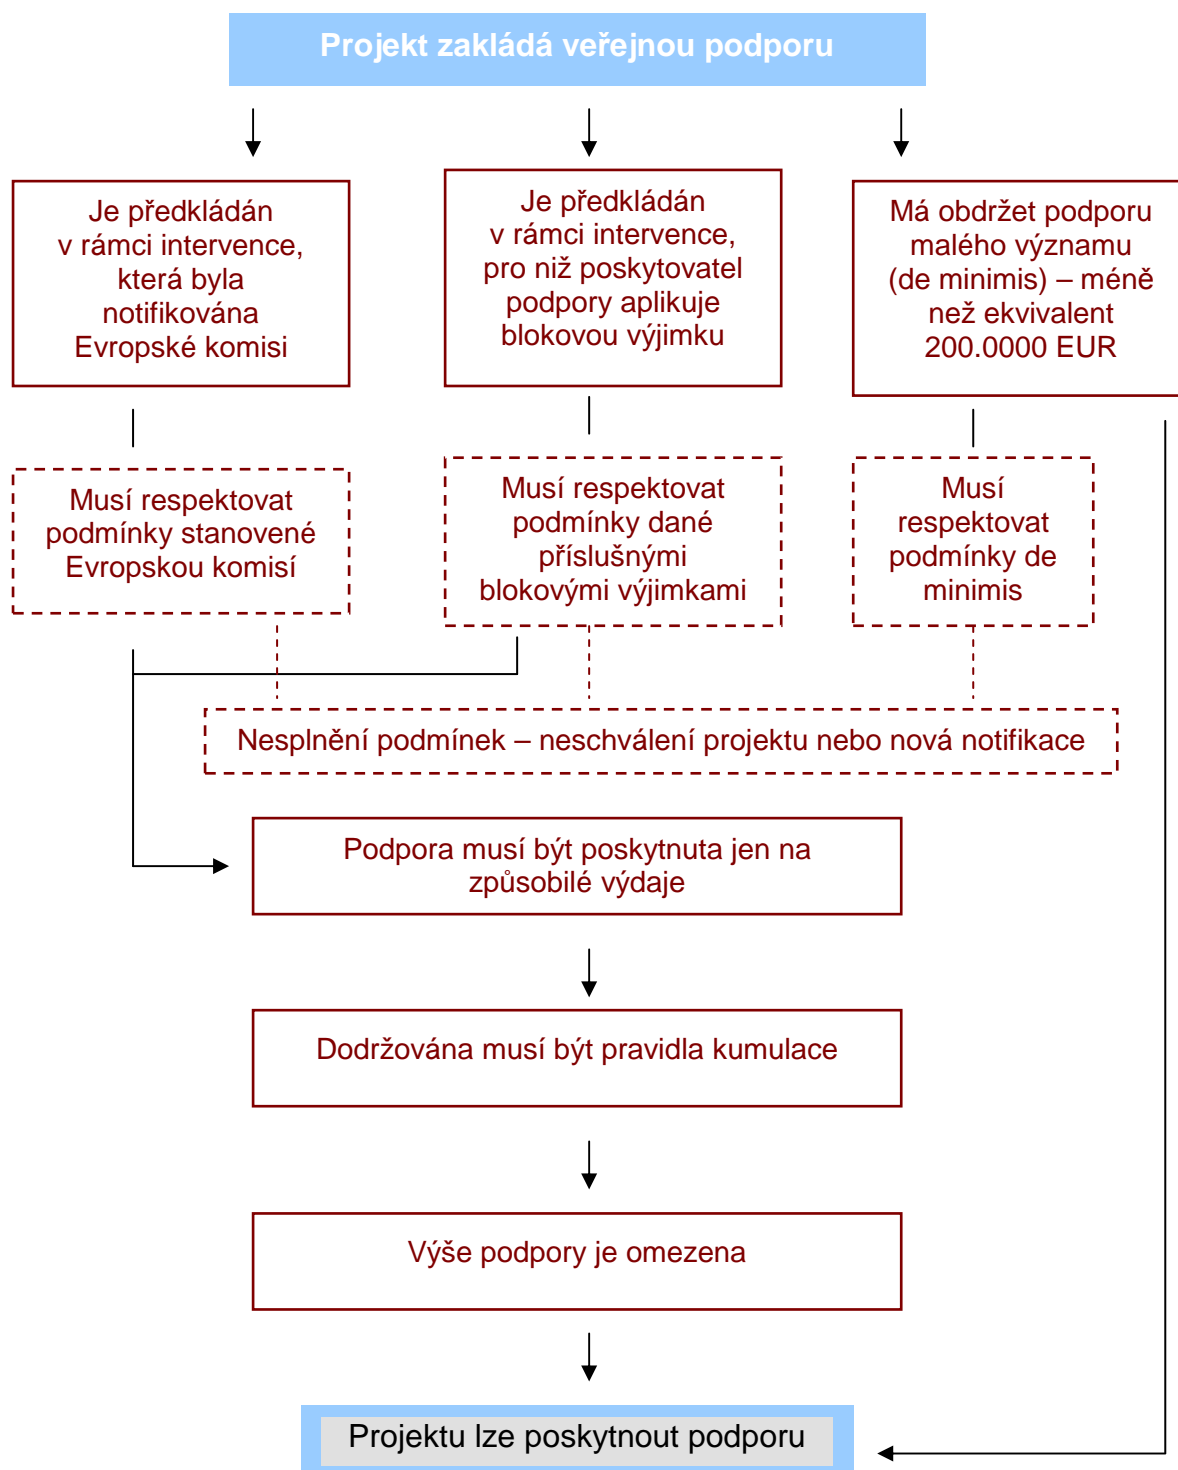 Projekt zakládá veřejnou podporu
Je předkládán
v rámci intervence,
která byla
notifikována
Evropské komisi
Je předkládán
v rámci intervence,
pro niž poskytovatel
podpory aplikuje
blokovou výjimku
Má obdržet podporu
malého významu
(de minimis) – méně
než ekvivalent
200.0000 EUR
Musí respektovat
podmínky stanovené
Evropskou komisí
Musí respektovat
podmínky dané
příslušnými
blokovými výjimkami
Musí
respektovat
podmínky de
minimis
Nesplnění podmínek – neschválení projektu nebo nová notifikace
Podpora musí být poskytnuta jen na
způsobilé výdaje
Dodržována musí být pravidla kumulace
Výše podpory je omezena
Projektu lze poskytnout podporu